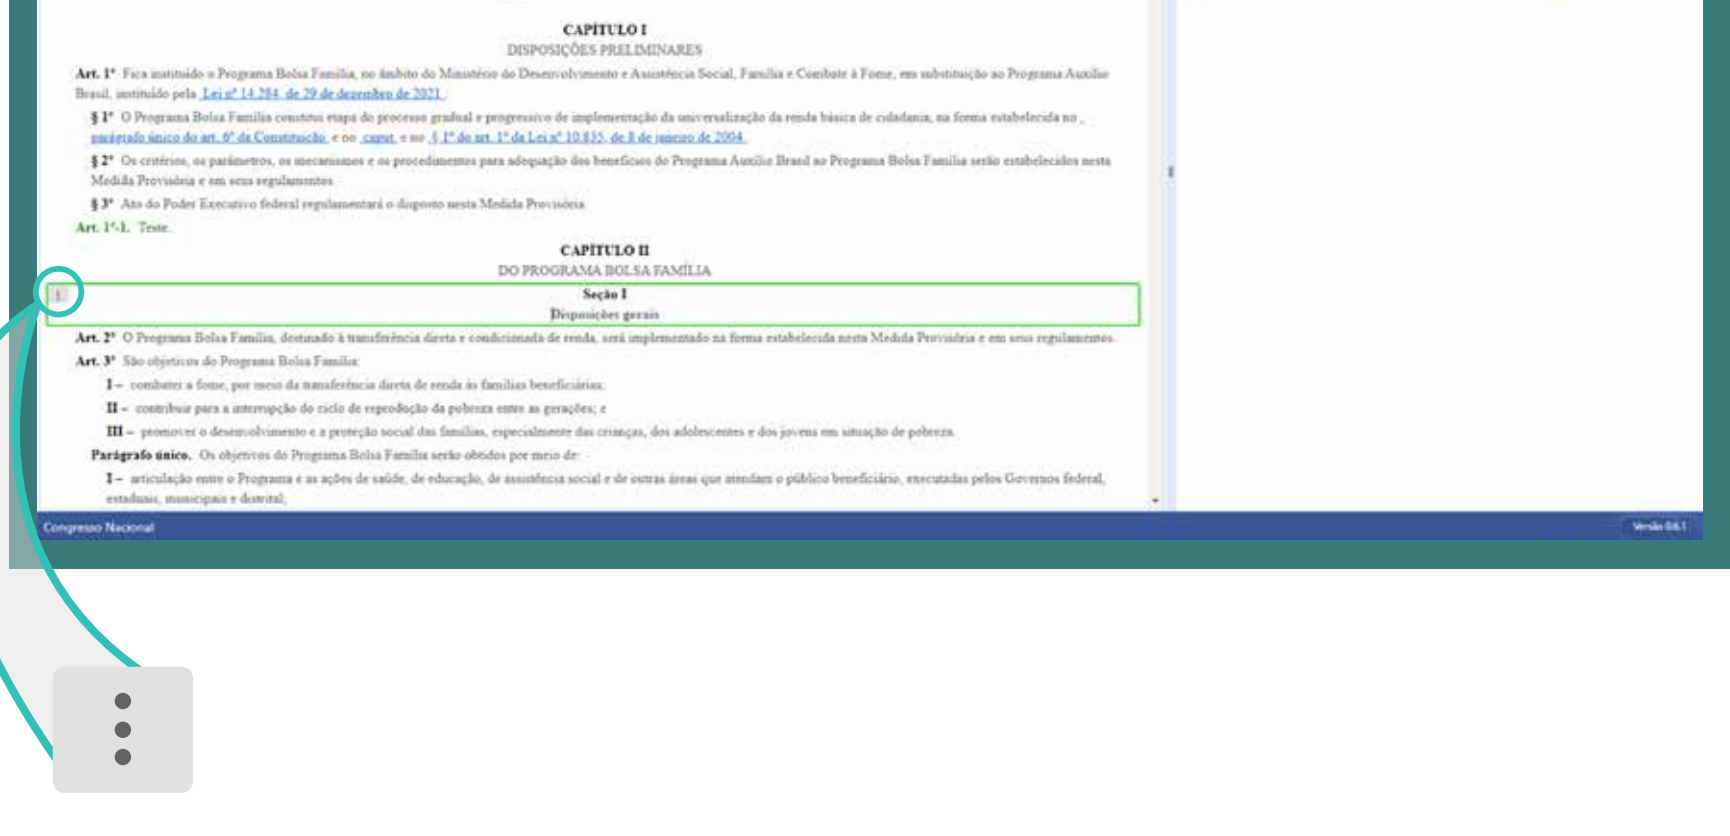 CAPÍTULO I
DISPOSIÇÕES PRELIMINARES
Art. 1º Fica instituído o Programa Bolsa Família, no âmbito do Ministério do Desenvolvimento e Assistência Social, Família e Combate à Fome, em substituição ao Programa Auxílio
Brasil, instituído pela Lei nº 14.284, de 29 de dezembro de 2021.
§ 1º O Programa Bolsa Família constitui etapa do processo gradual e progressivo de implementação da universalização da renda básica de cidadania, na forma estabelecida no
parágrafo único do art. 6º da Constituição, e no caput e no § 1º do art. 1º da Lei nº 10.835, de 8 de janeiro de 2004.
§ 2º Os critérios, os parâmetros, os mecanismos e os procedimentos para adequação dos benefícios do Programa Auxílio Brasil ao Programa Bolsa Família serão estabelecidos nesta
Medida Provisória e em seus regulamentos.
§ 3º Ato do Poder Executivo federal regulamentará o disposto nesta Medida Provisória.
Art. 1º-1. Teste.
CAPÍTULO II
DO PROGRAMA BOLSA FAMÍLIA
Seção I
Disposições gerais
Art. 2º O Programa Bolsa Família, destinado à transferência direta e condicionada de renda, será implementado na forma estabelecida nesta Medida Provisória e em seus regulamentos.
Art. 3º São objetivos do Programa Bolsa Família:
I – combater a fome, por meio da transferência direta de renda às famílias beneficiárias;
II – contribuir para a interrupção do ciclo de reprodução da pobreza entre as gerações; e
III – promover o desenvolvimento e a proteção social das famílias, especialmente das crianças, dos adolescentes e dos jovens em situação de pobreza.
Parágrafo único. Os objetivos do Programa Bolsa Família serão obtidos por meio de:
I – articulação entre o Programa e as ações de saúde, de educação, de assistência social e de outras áreas que atendam o público beneficiário, executadas pelos Governos federal,
estaduais, municipais e distrital;
Congresso Nacional
Versão 0.6.1